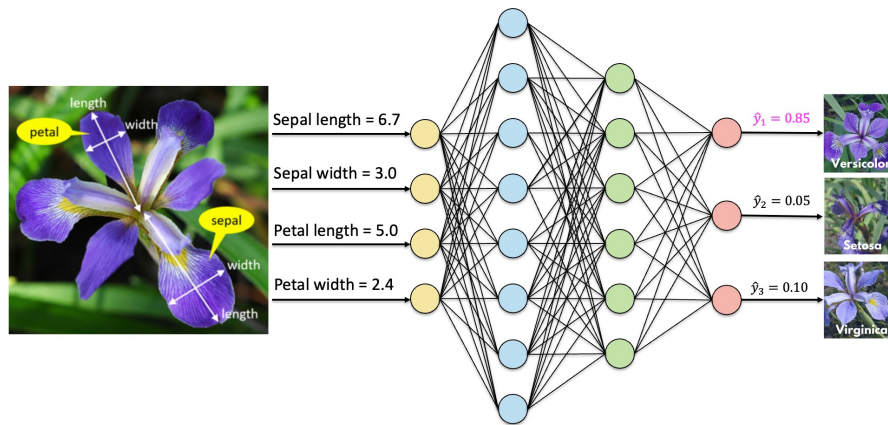 length
petal
width
sepal
width
length
Sepal length = 6.7
Sepal width = 3.0
Petal length = 5.0
Petal width = 2.4
ŷ₁ = 0.85
Versicolor
ŷ₂ = 0.05
Setosa
ŷ₃ = 0.10
Virginica